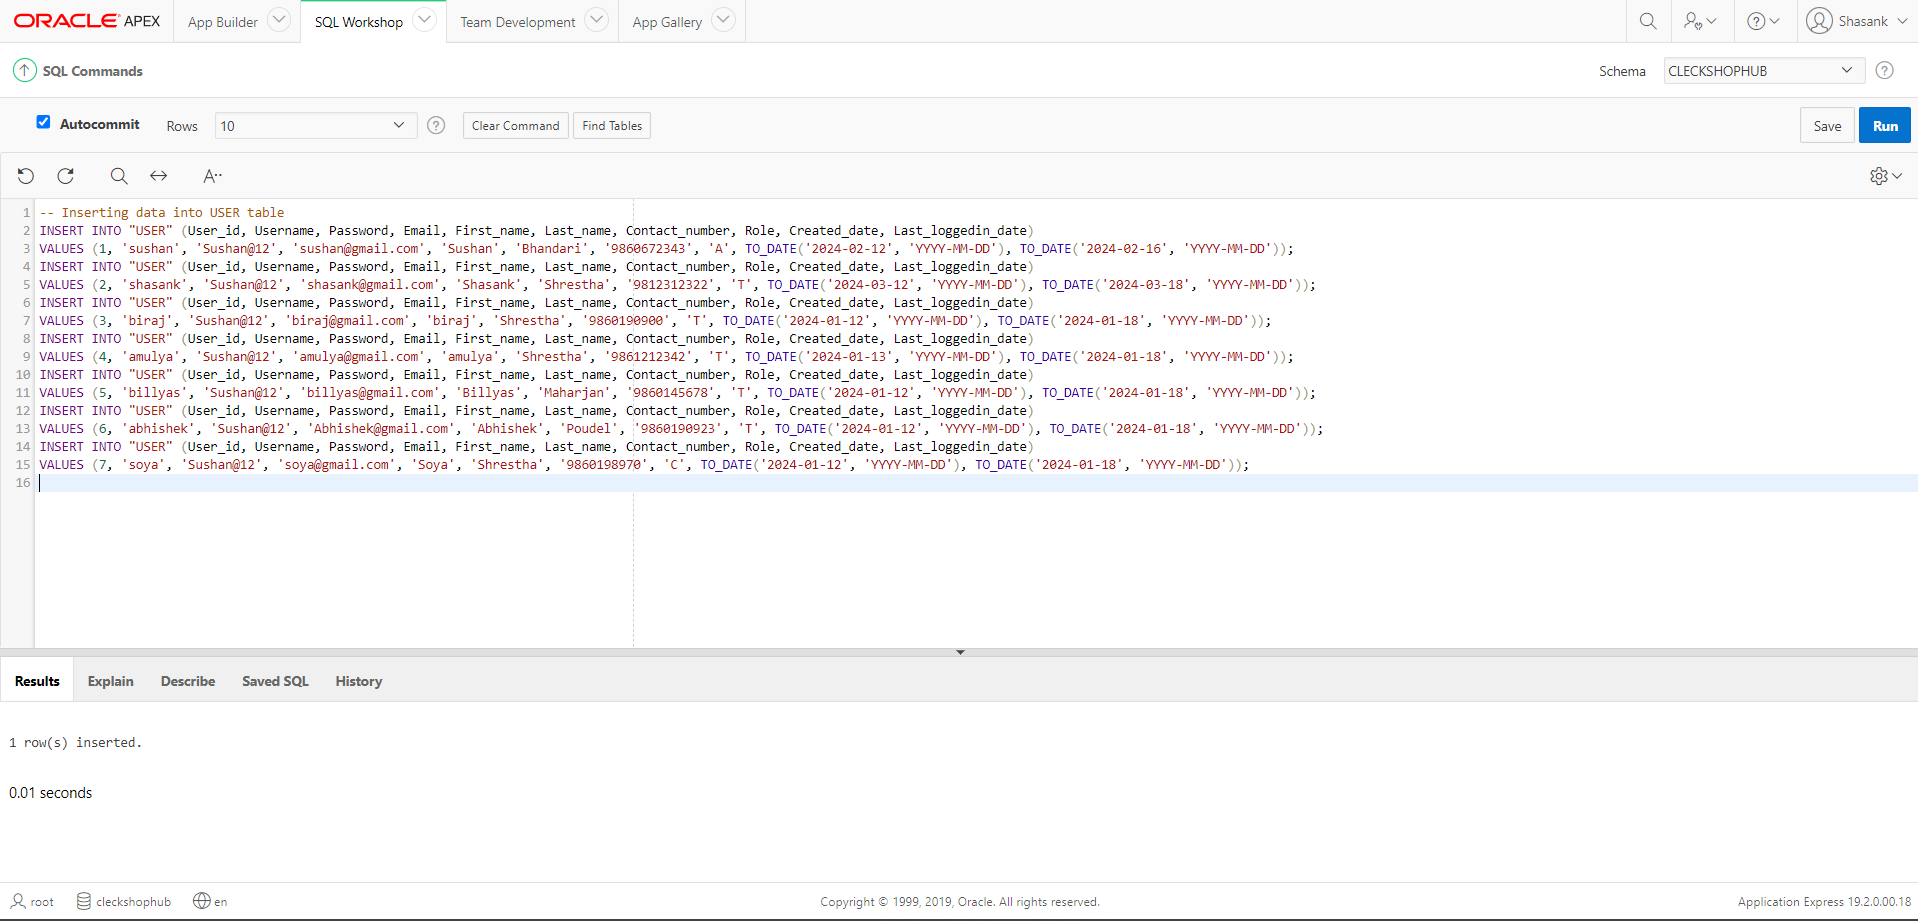 ORACLE APEX App Builder SQL Workshop Team Development App Gallery Shasank
SQL Commands Schema CLECKSHOPHUB
Autocommit Rows 10 Clear Command Find Tables Save Run
A
1 -- Inserting data into USER table
2 INSERT INTO "USER" (User_id, Username, Password, Email, First_name, Last_name, Contact_number, Role, Created_date, Last_loggedin_date)
3 VALUES (1, 'sushan', 'Sushan@12', 'sushan@gmail.com', 'Sushan', 'Bhandari', '9860672343', 'A', TO_DATE('2024-02-12', 'YYYY-MM-DD'), TO_DATE('2024-02-16', 'YYYY-MM-DD'));
4 INSERT INTO "USER" (User_id, Username, Password, Email, First_name, Last_name, Contact_number, Role, Created_date, Last_loggedin_date)
5 VALUES (2, 'shasank', 'Sushan@12', 'shasank@gmail.com', 'Shasank', 'Shrestha', '9812312322', 'T', TO_DATE('2024-03-12', 'YYYY-MM-DD'), TO_DATE('2024-03-18', 'YYYY-MM-DD'));
6 INSERT INTO "USER" (User_id, Username, Password, Email, First_name, Last_name, Contact_number, Role, Created_date, Last_loggedin_date)
7 VALUES (3, 'biraj', 'Sushan@12', 'biraj@gmail.com', 'biraj', 'Shrestha', '9860190900', 'T', TO_DATE('2024-01-12', 'YYYY-MM-DD'), TO_DATE('2024-01-18', 'YYYY-MM-DD'));
8 INSERT INTO "USER" (User_id, Username, Password, Email, First_name, Last_name, Contact_number, Role, Created_date, Last_loggedin_date)
9 VALUES (4, 'amulya', 'Sushan@12', 'amulya@gmail.com', 'amulya', 'Shrestha', '9861212342', 'T', TO_DATE('2024-01-13', 'YYYY-MM-DD'), TO_DATE('2024-01-18', 'YYYY-MM-DD'));
10 INSERT INTO "USER" (User_id, Username, Password, Email, First_name, Last_name, Contact_number, Role, Created_date, Last_loggedin_date)
11 VALUES (5, 'billyas', 'Sushan@12', 'billyas@gmail.com', 'Billyas', 'Maharjan', '9860145678', 'T', TO_DATE('2024-01-12', 'YYYY-MM-DD'), TO_DATE('2024-01-18', 'YYYY-MM-DD'));
12 INSERT INTO "USER" (User_id, Username, Password, Email, First_name, Last_name, Contact_number, Role, Created_date, Last_loggedin_date)
13 VALUES (6, 'abhishek', 'Sushan@12', 'Abhishek@gmail.com', 'Abhishek', 'Poudel', '9860190923', 'T', TO_DATE('2024-01-12', 'YYYY-MM-DD'), TO_DATE('2024-01-18', 'YYYY-MM-DD'));
14 INSERT INTO "USER" (User_id, Username, Password, Email, First_name, Last_name, Contact_number, Role, Created_date, Last_loggedin_date)
15 VALUES (7, 'soya', 'Sushan@12', 'soya@gmail.com', 'Soya', 'Shrestha', '9860198970', 'C', TO_DATE('2024-01-12', 'YYYY-MM-DD'), TO_DATE('2024-01-18', 'YYYY-MM-DD'));
16
Results Explain Describe Saved SQL History
1 row(s) inserted.
0.01 seconds
root cleckshophub en Copyright © 1999, 2019, Oracle. All rights reserved. Application Express 19.2.0.00.18